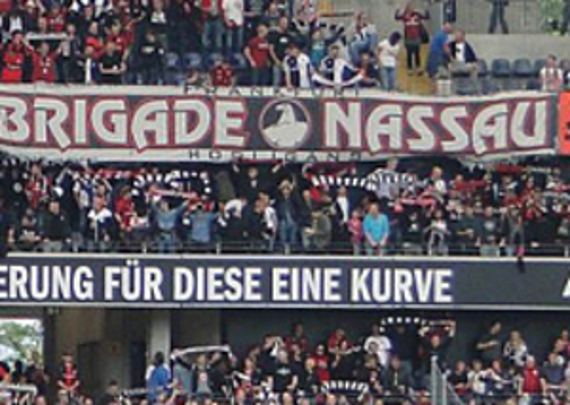 FRANKFURT
BRIGADE NASSAU
HOOLIGANS
ERUNG FÜR DIESE EINE KURVE